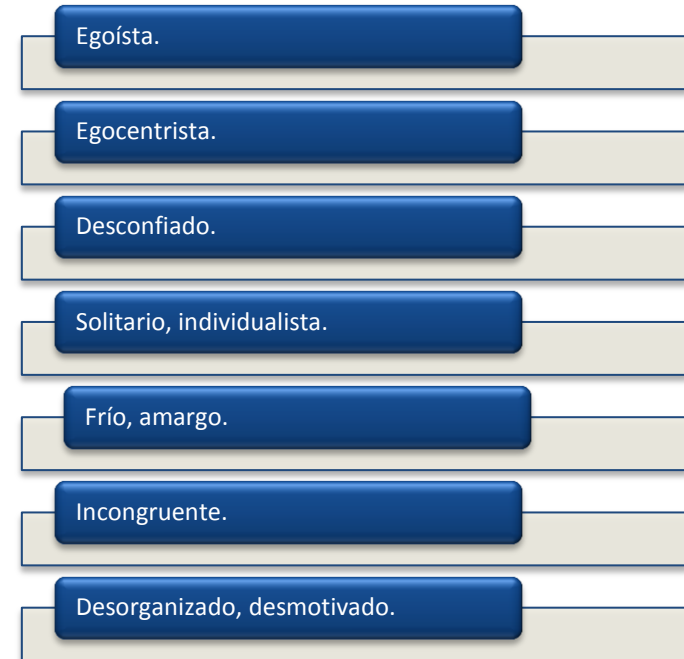 Egoísta.
Egocentrista.
Desconfiado.
Solitario, individualista.
Frío, amargo.
Incongruente.
Desorganizado, desmotivado.